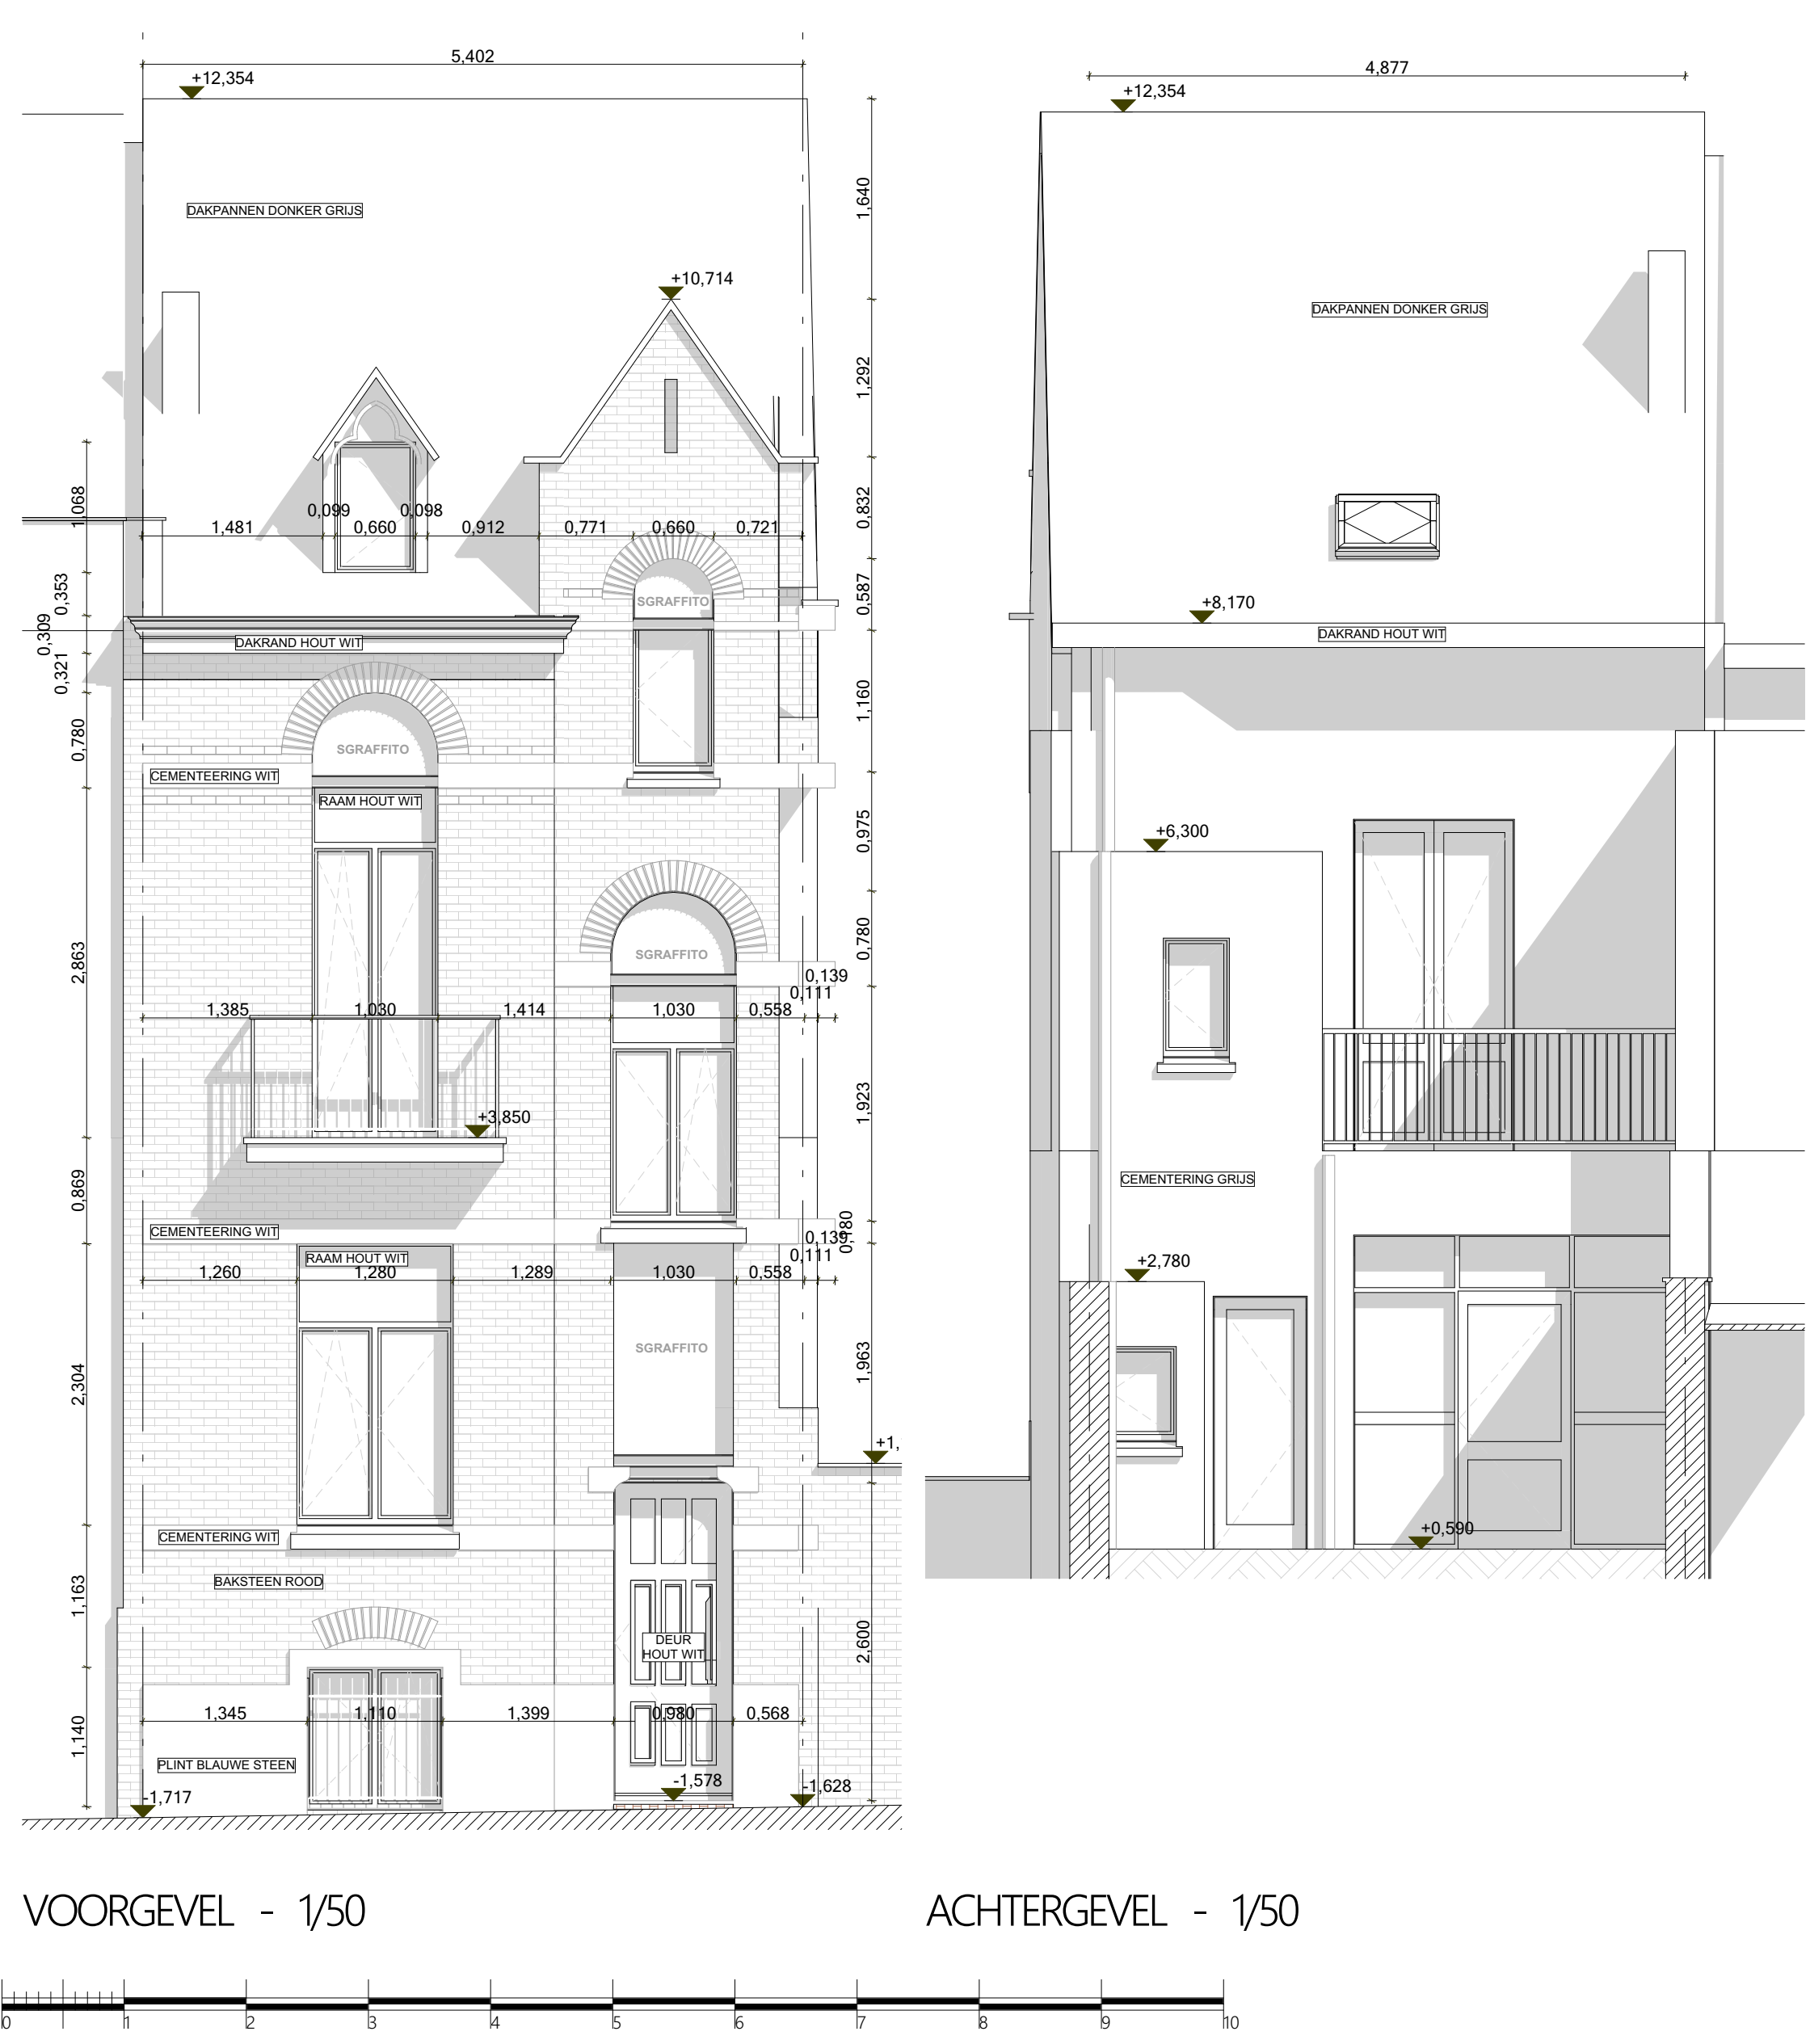 5,402
+12,354
DAKPANNEN DONKER GRIJS
1,640
+10,714
1,292
1,068
0,099
0,098
1,481
0,660
0,912
0,771
0,660
0,721
0,832
0,353
0,587
SGRAFFITO
0,309
DAKRAND HOUT WIT
0,321
0,780
SGRAFFITO
1,160
CEMENTEERING WIT
RAAM HOUT WIT
0,975
2,863
0,780
SGRAFFITO
0,139
0,111
1,385
1,030
1,414
1,030
0,558
+3,850
1,923
0,869
CEMENTEERING WIT
0,180
0,139
0,111
RAAM HOUT WIT
1,260
1,280
1,289
1,030
0,558
SGRAFFITO
2,304
1,963
+1,
CEMENTERING WIT
BAKSTEEN ROOD
1,163
DEUR
HOUT WIT
2,600
1,345
1,110
1,399
0,980
0,568
1,140
PLINT BLAUWE STEEN
-1,717
-1,578
-1,628
VOORGEVEL - 1/50
4,877
+12,354
DAKPANNEN DONKER GRIJS
+8,170
DAKRAND HOUT WIT
+6,300
CEMENTERING GRIJS
+2,780
+0,590
ACHTERGEVEL - 1/50
0 1 2 3 4 5 6 7 8 9 10